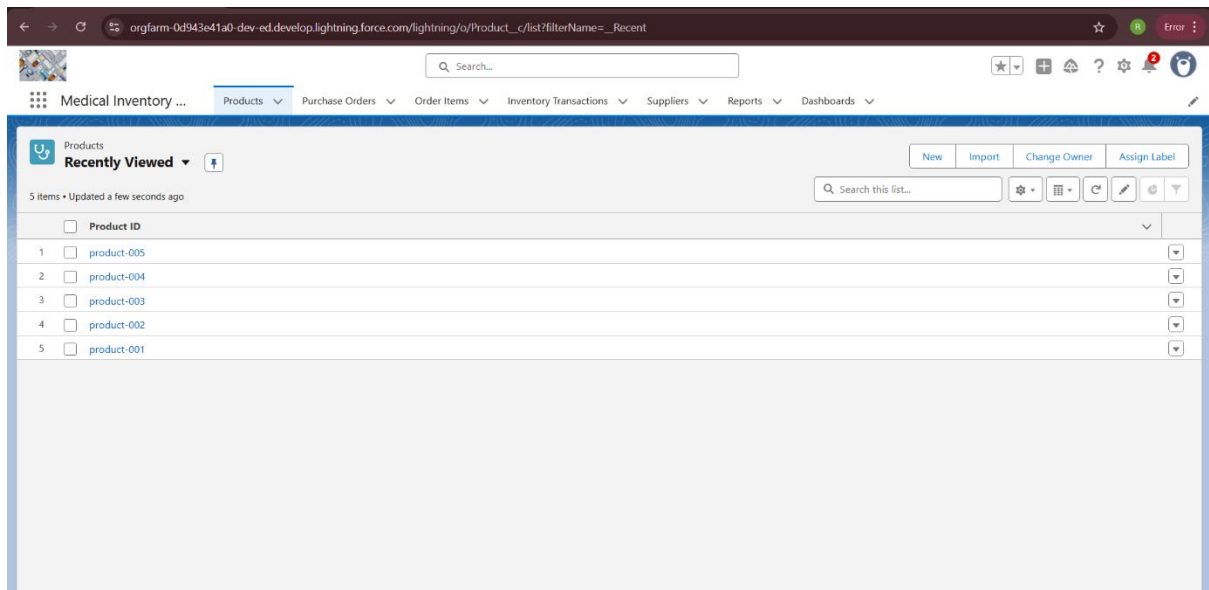 orgfarm-0d943e41a0-dev-ed.develop.lightning.force.com/lightning/o/Product__c/list?filterName=__Recent R Error
Search... 2
Medical Inventory ... Products Purchase Orders Order Items Inventory Transactions Suppliers Reports Dashboards
Products
Recently Viewed
New Import Change Owner Assign Label
5 items • Updated a few seconds ago
Search this list...
Product ID
1 product-005
2 product-004
3 product-003
4 product-002
5 product-001